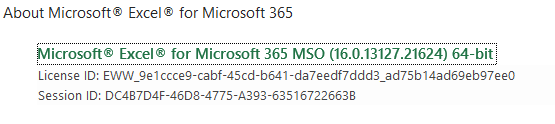 About Microsoft® Excel® for Microsoft 365
Microsoft® Excel® for Microsoft 365 MSO (16.0.13127.21624) 64-bit
License ID: EWW_9e1ccce9-cabf-45cd-b641-da7eedf7ddd3_ad75b14ad69eb97ee0
Session ID: DC4B7D4F-46D8-4775-A393-63516722663B